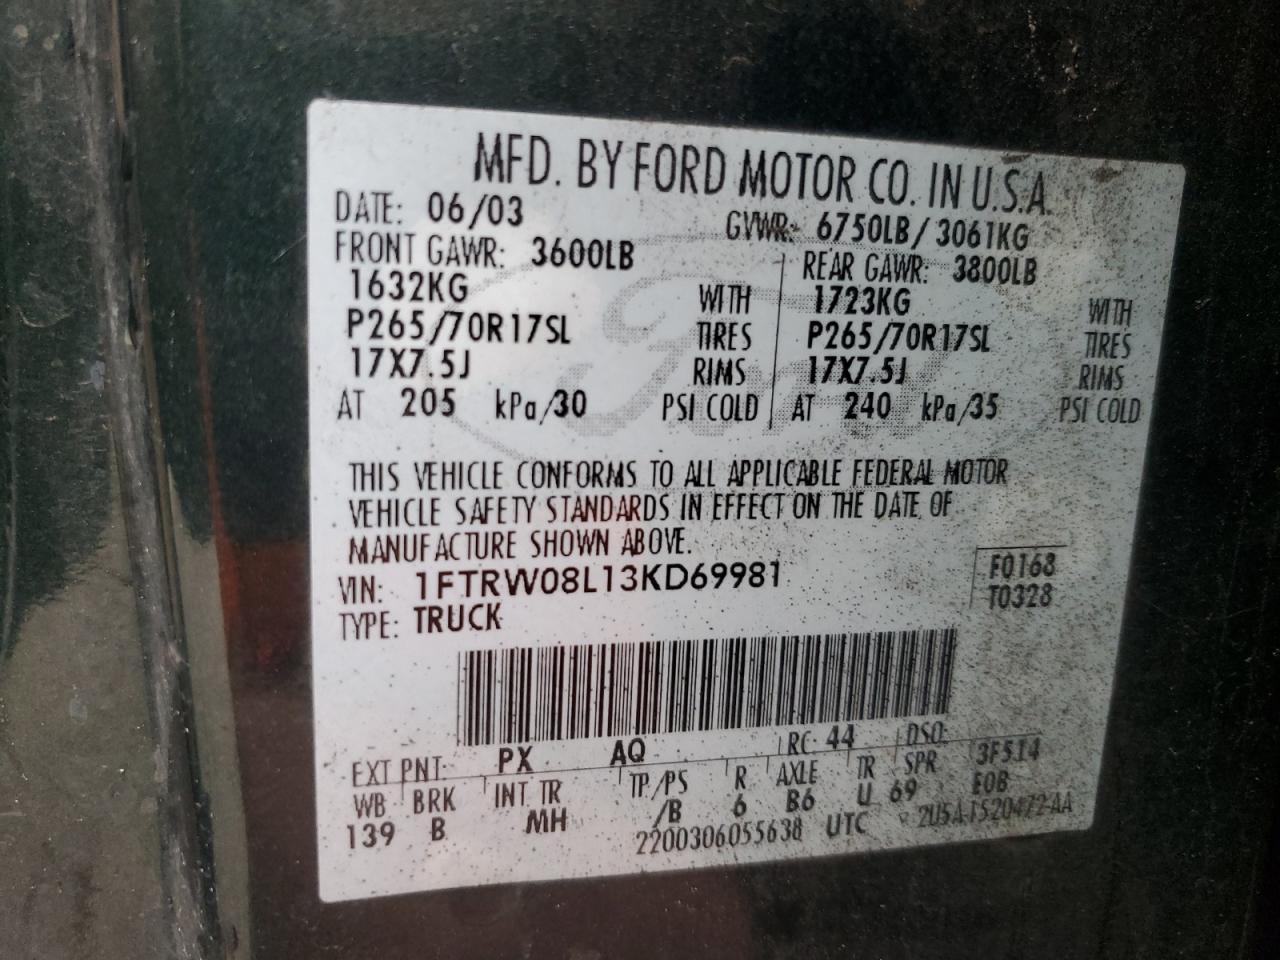 MFD. BY FORD MOTOR CO. IN U.S.A.
DATE: 06/03 GVWR: 6750LB/3061KG
FRONT GAWR: 3600LB REAR GAWR: 3800LB
1632KG WITH 1723KG WITH
P265/70R17SL TIRES P265/70R17SL TIRES
17X7.5J RIMS 17X7.5J RIMS
AT 205 kPa/30 PSI COLD AT 240 kPa/35 PSI COLD
THIS VEHICLE CONFORMS TO ALL APPLICABLE FEDERAL MOTOR
VEHICLE SAFETY STANDARDS IN EFFECT ON THE DATE OF
MANUFACTURE SHOWN ABOVE.
VIN: 1FTRW08L13KD69981 F0168
TYPE: TRUCK T0328
EXT PNT: PX AQ RC: 44 DSO: 3F514
WB BRK INT TR TP/PS R AXLE TR SPR E0B
139 B MH /B 6 B6 U 69
2200306055638 UTC 2U5A-1520472-AA